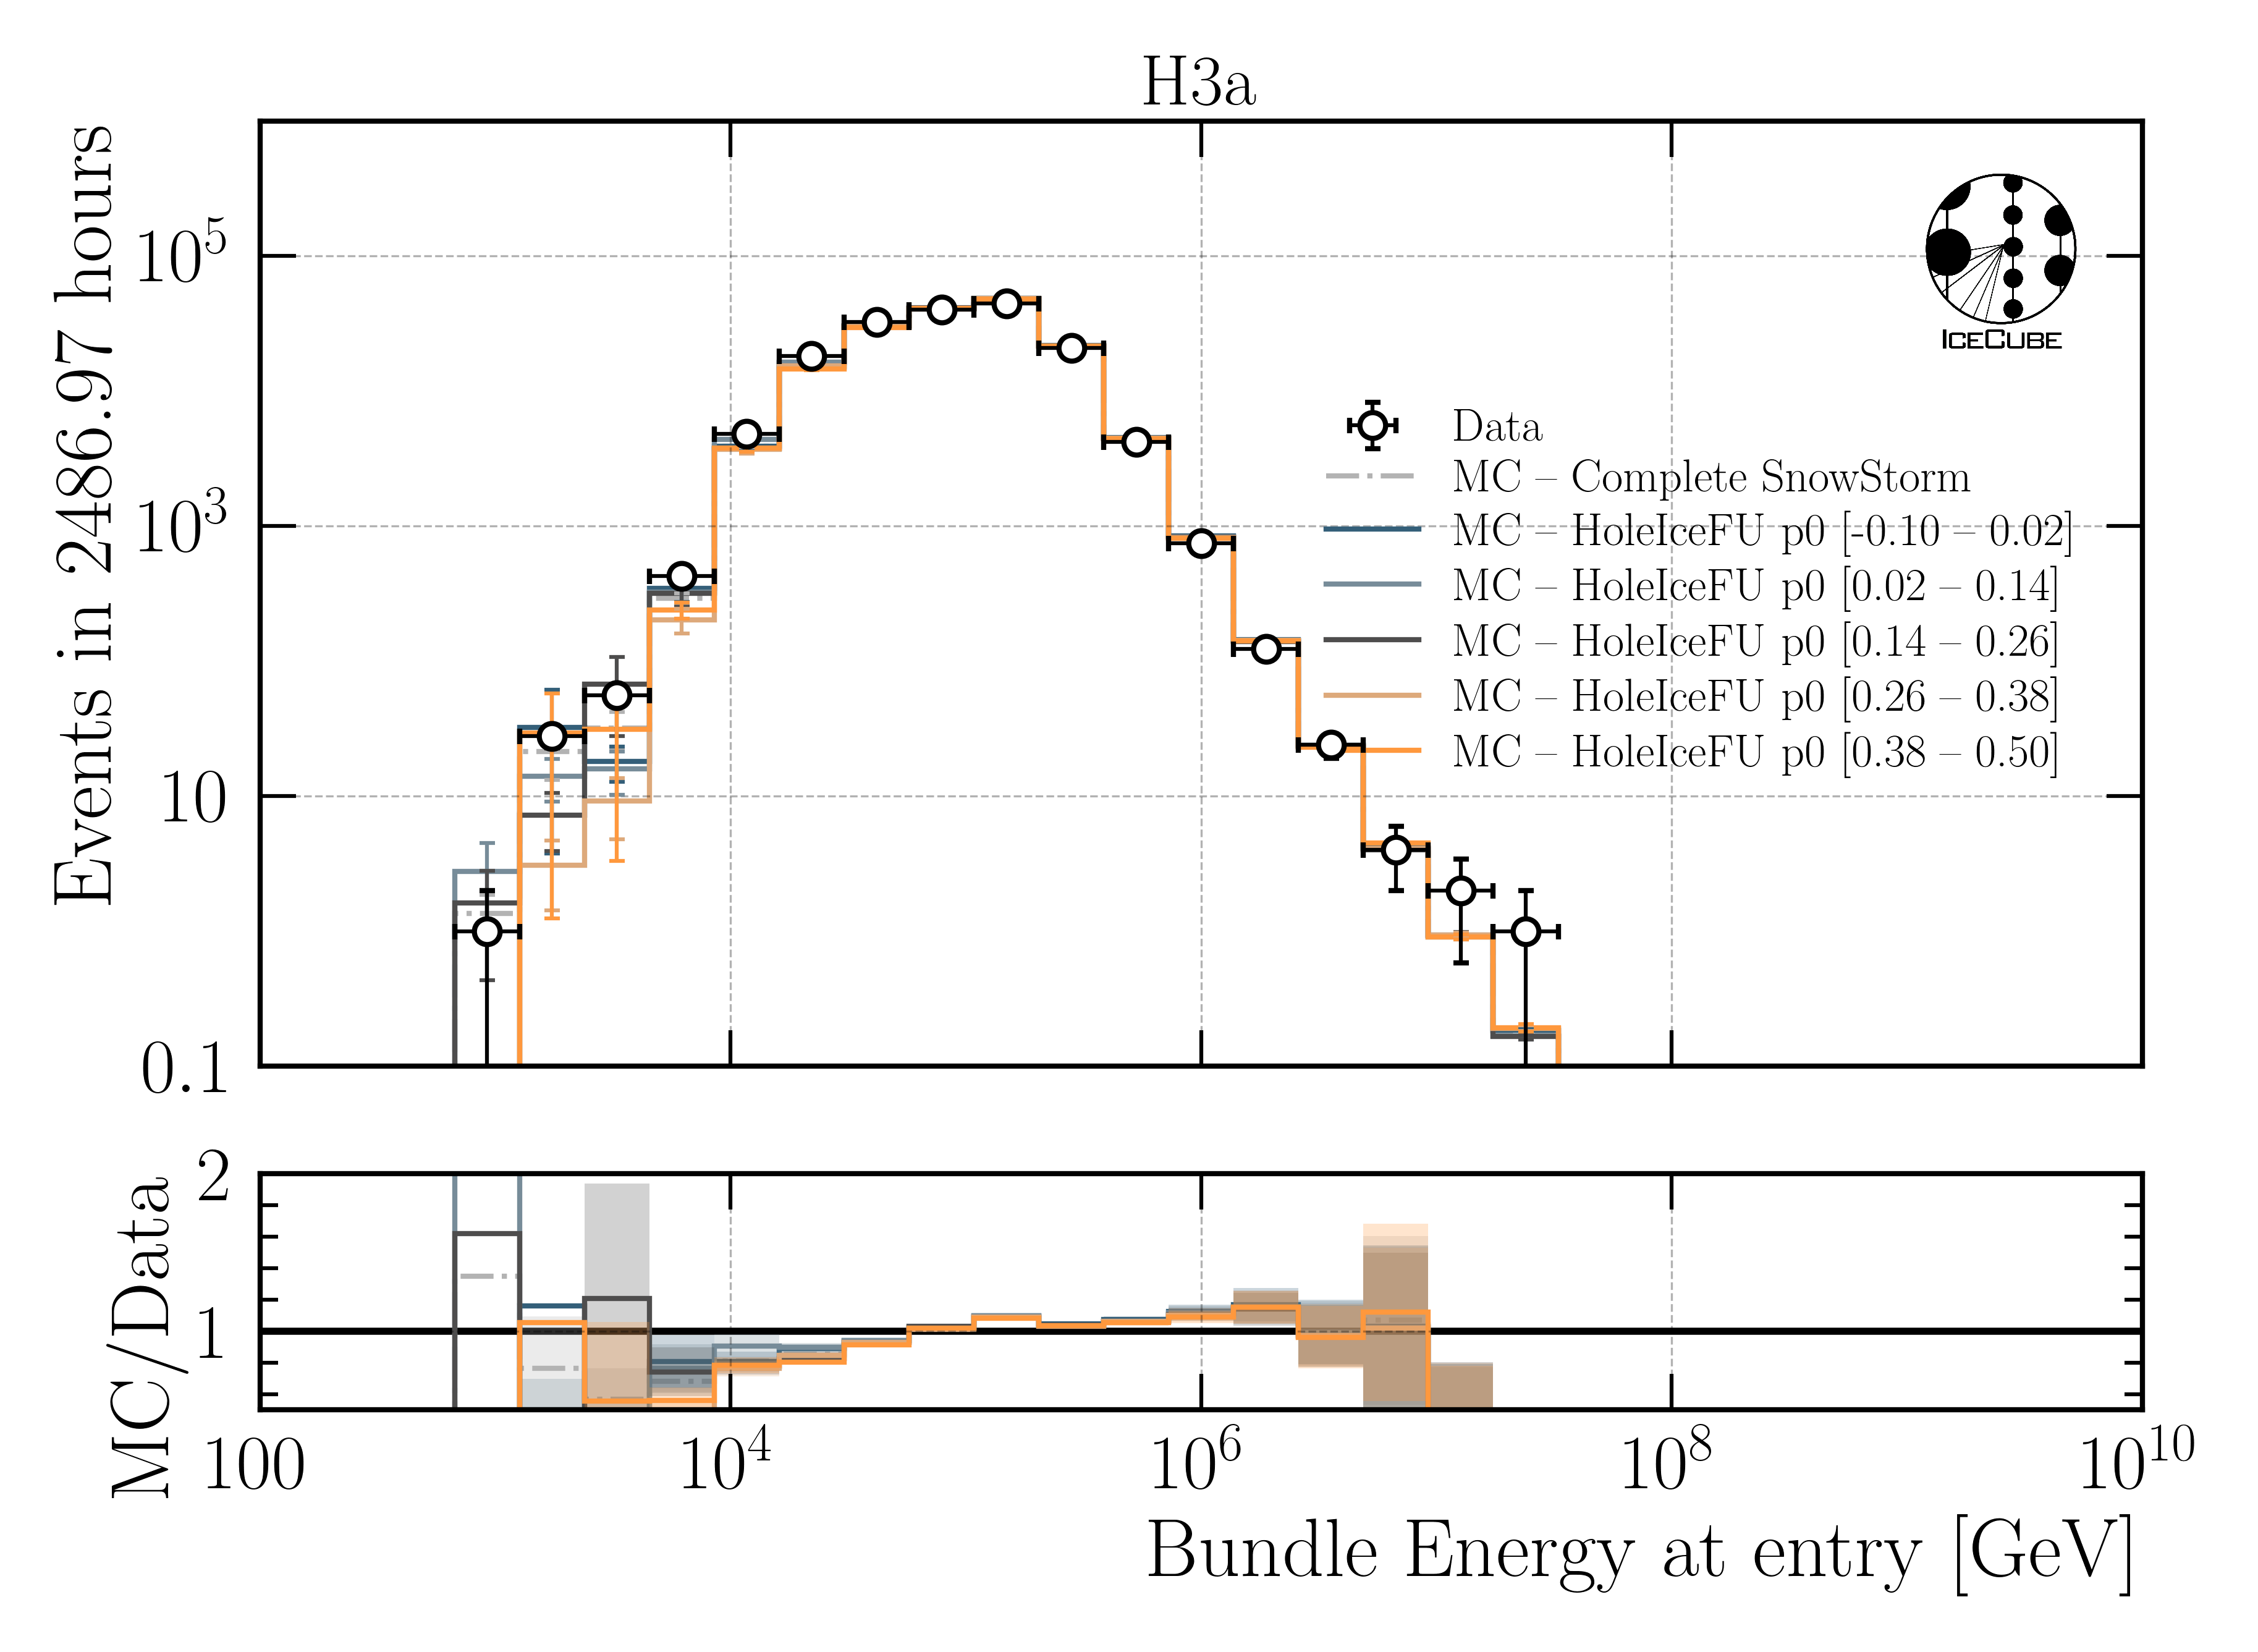 H3a
Events in 2486.97 hours
10^5
10^3
10
0.1
ICECUBE
Data
MC – Complete SnowStorm
MC – HoleIceFU p0 [-0.10 – 0.02]
MC – HoleIceFU p0 [0.02 – 0.14]
MC – HoleIceFU p0 [0.14 – 0.26]
MC – HoleIceFU p0 [0.26 – 0.38]
MC – HoleIceFU p0 [0.38 – 0.50]
MC/Data
2
1
100 10^4 10^6 10^8 10^10
Bundle Energy at entry [GeV]